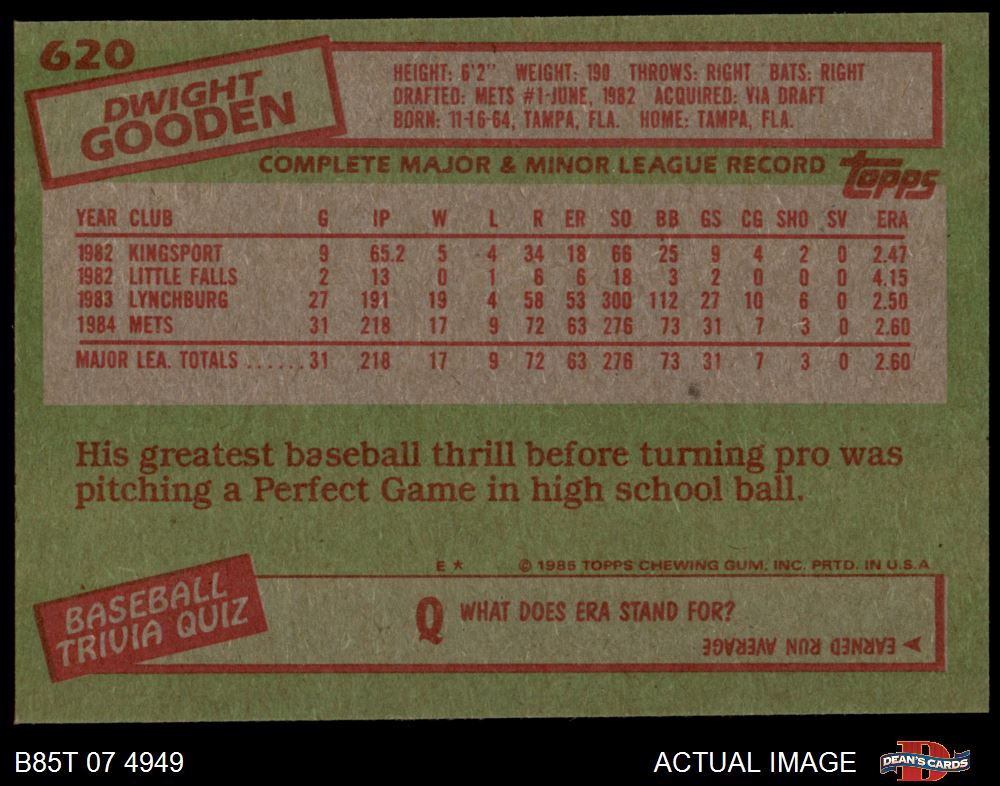 620
DWIGHT
GOODEN
HEIGHT: 6'2" WEIGHT: 190 THROWS: RIGHT BATS: RIGHT
DRAFTED: METS #1-JUNE, 1982 ACQUIRED: VIA DRAFT
BORN: 11-16-64, TAMPA, FLA. HOME: TAMPA, FLA.
COMPLETE MAJOR & MINOR LEAGUE RECORD
topps
YEAR CLUB G IP W L R ER SO BB GS CG SHO SV ERA
1982 KINGSPORT 9 65.2 5 4 34 18 66 25 9 4 2 0 2.47
1982 LITTLE FALLS 2 13 0 1 6 6 18 3 2 0 0 0 4.15
1983 LYNCHBURG 27 191 19 4 58 53 300 112 27 10 6 0 2.50
1984 METS 31 218 17 9 72 63 276 73 31 7 3 0 2.60
MAJOR LEA. TOTALS ...... 31 218 17 9 72 63 276 73 31 7 3 0 2.60
His greatest baseball thrill before turning pro was
pitching a Perfect Game in high school ball.
E * © 1985 TOPPS CHEWING GUM, INC. PRTD. IN U.S.A
BASEBALL
TRIVIA QUIZ
Q WHAT DOES ERA STAND FOR?
EARNED RUN AVERAGE
B85T 07 4949
ACTUAL IMAGE
D
DEAN'S CARDS